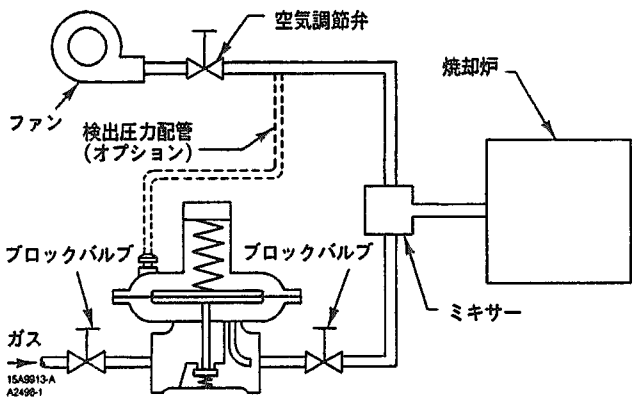 空気調節弁
焼却炉
ファン
検出圧力配管
(オプション)
ブロックバルブ
ブロックバルブ
ミキサー
ガス
15A9913-A
A2498-1